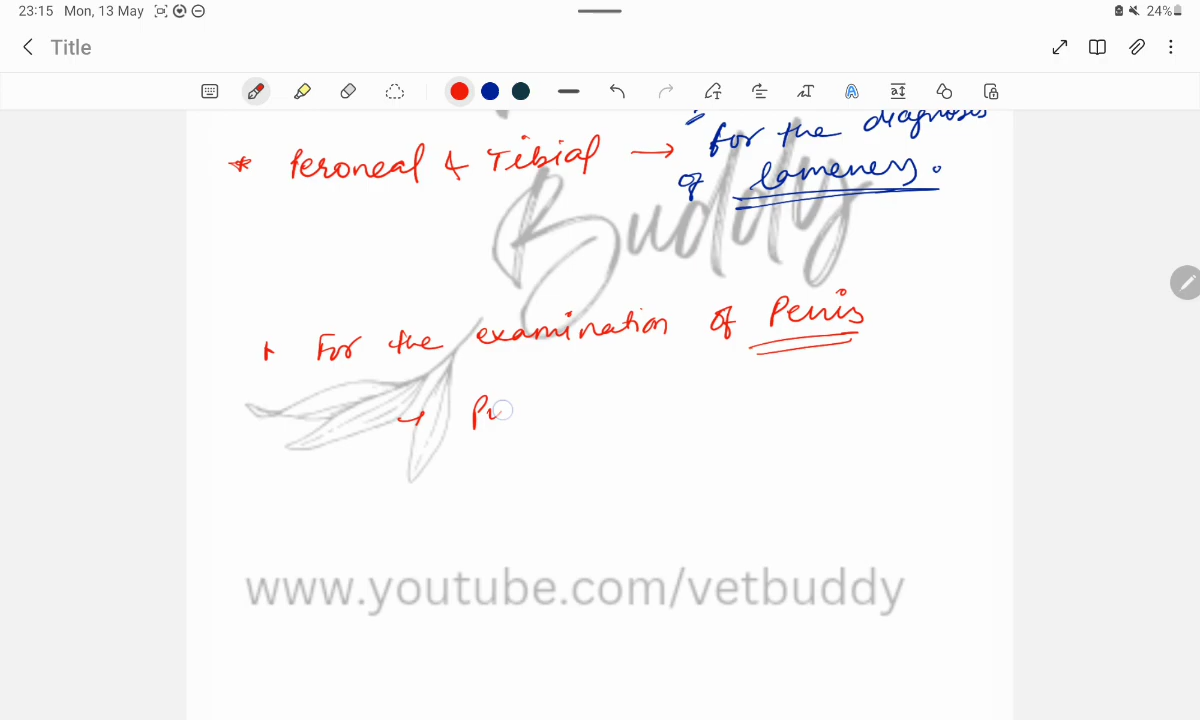 23:15 Mon, 13 May 24%
Title
for the diagnosis
* Peroneal & Tibial → of lameness.
Buddy
For the examination of Penis
→ Pu
www.youtube.com/vetbuddy